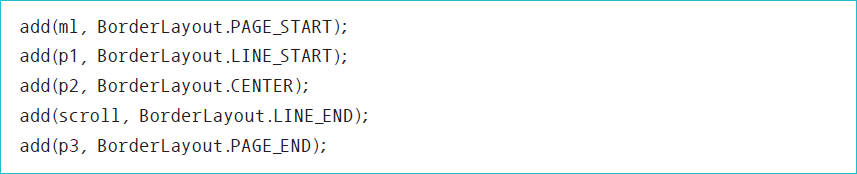 add(ml, BorderLayout.PAGE_START);
add(p1, BorderLayout.LINE_START);
add(p2, BorderLayout.CENTER);
add(scroll, BorderLayout.LINE_END);
add(p3, BorderLayout.PAGE_END);